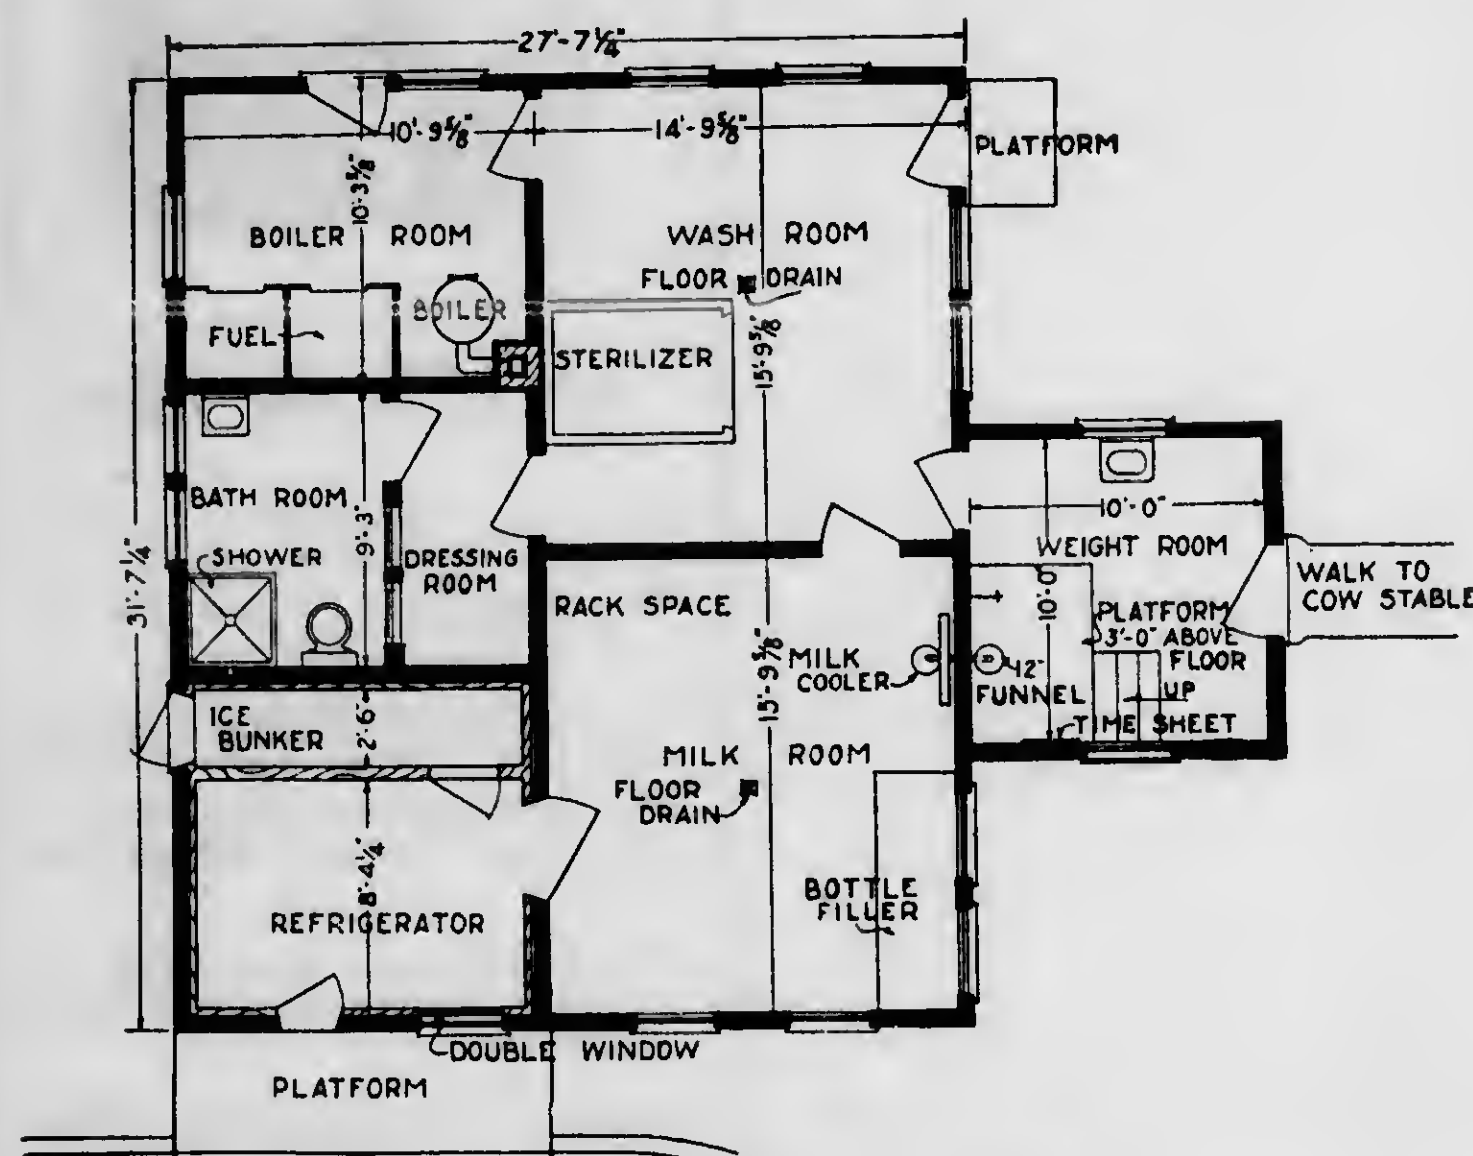 27'-7¼"
10'-9⅝"
14'-9⅝"
PLATFORM
10'-3⅝"
BOILER ROOM
WASH ROOM
FLOOR DRAIN
BOILER
FUEL
STERILIZER
15'-9⅝"
BATH ROOM
10'-0"
9'-3"
31'-7¼"
SHOWER
DRESSING
ROOM
WEIGHT ROOM
WALK TO
COW STABLE
RACK SPACE
10'-0"
PLATFORM
3'-0" ABOVE
FLOOR
MILK
COOLER
12"
FUNNEL
UP
15'-9⅝"
ICE
BUNKER
2'-6"
TIME SHEET
MILK ROOM
FLOOR
DRAIN
8'-4¼"
BOTTLE
FILLER
REFRIGERATOR
DOUBLE WINDOW
PLATFORM